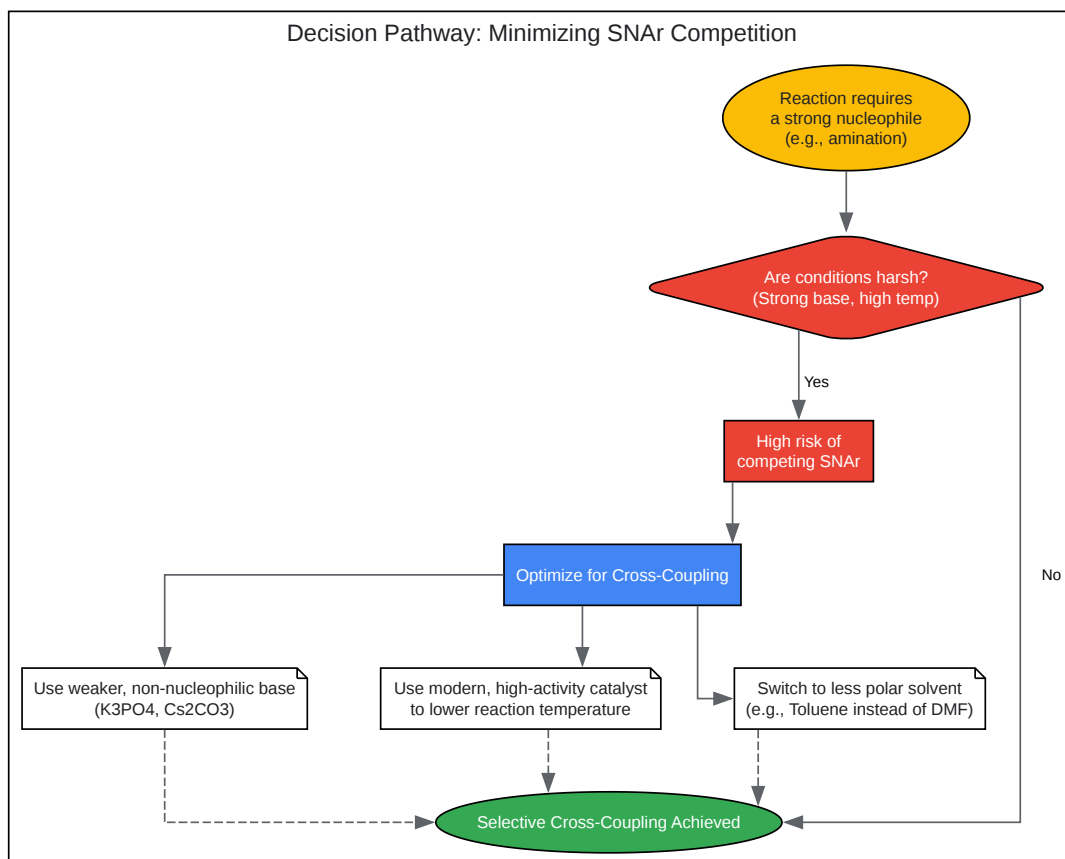 Decision Pathway: Minimizing SNAr Competition
Reaction requires
a strong nucleophile
(e.g., amination)
Are conditions harsh?
(Strong base, high temp)
Yes
High risk of
competing SNAr
Optimize for Cross-Coupling
No
Use weaker, non-nucleophilic base
(K3PO4, Cs2CO3)
Use modern, high-activity catalyst
to lower reaction temperature
Switch to less polar solvent
(e.g., Toluene instead of DMF)
Selective Cross-Coupling Achieved